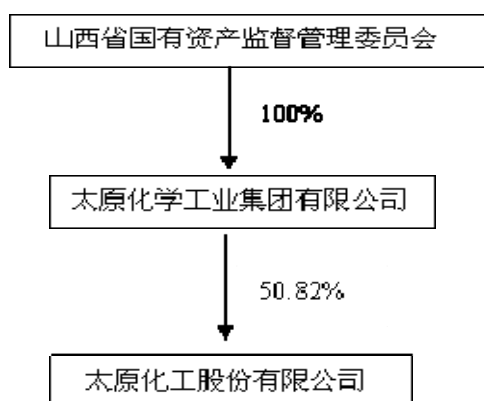 山西省国有资产监督管理委员会
100%
太原化学工业集团有限公司
50.82%
太原化工股份有限公司